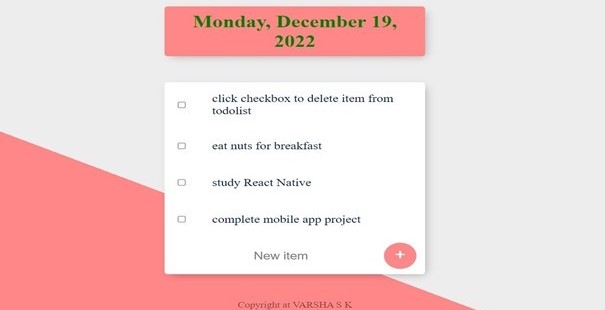 Monday, December 19,
2022
click checkbox to delete item from
todolist
eat nuts for breakfast
study React Native
complete mobile app project
New item
+
Copyright at VARSHA S K